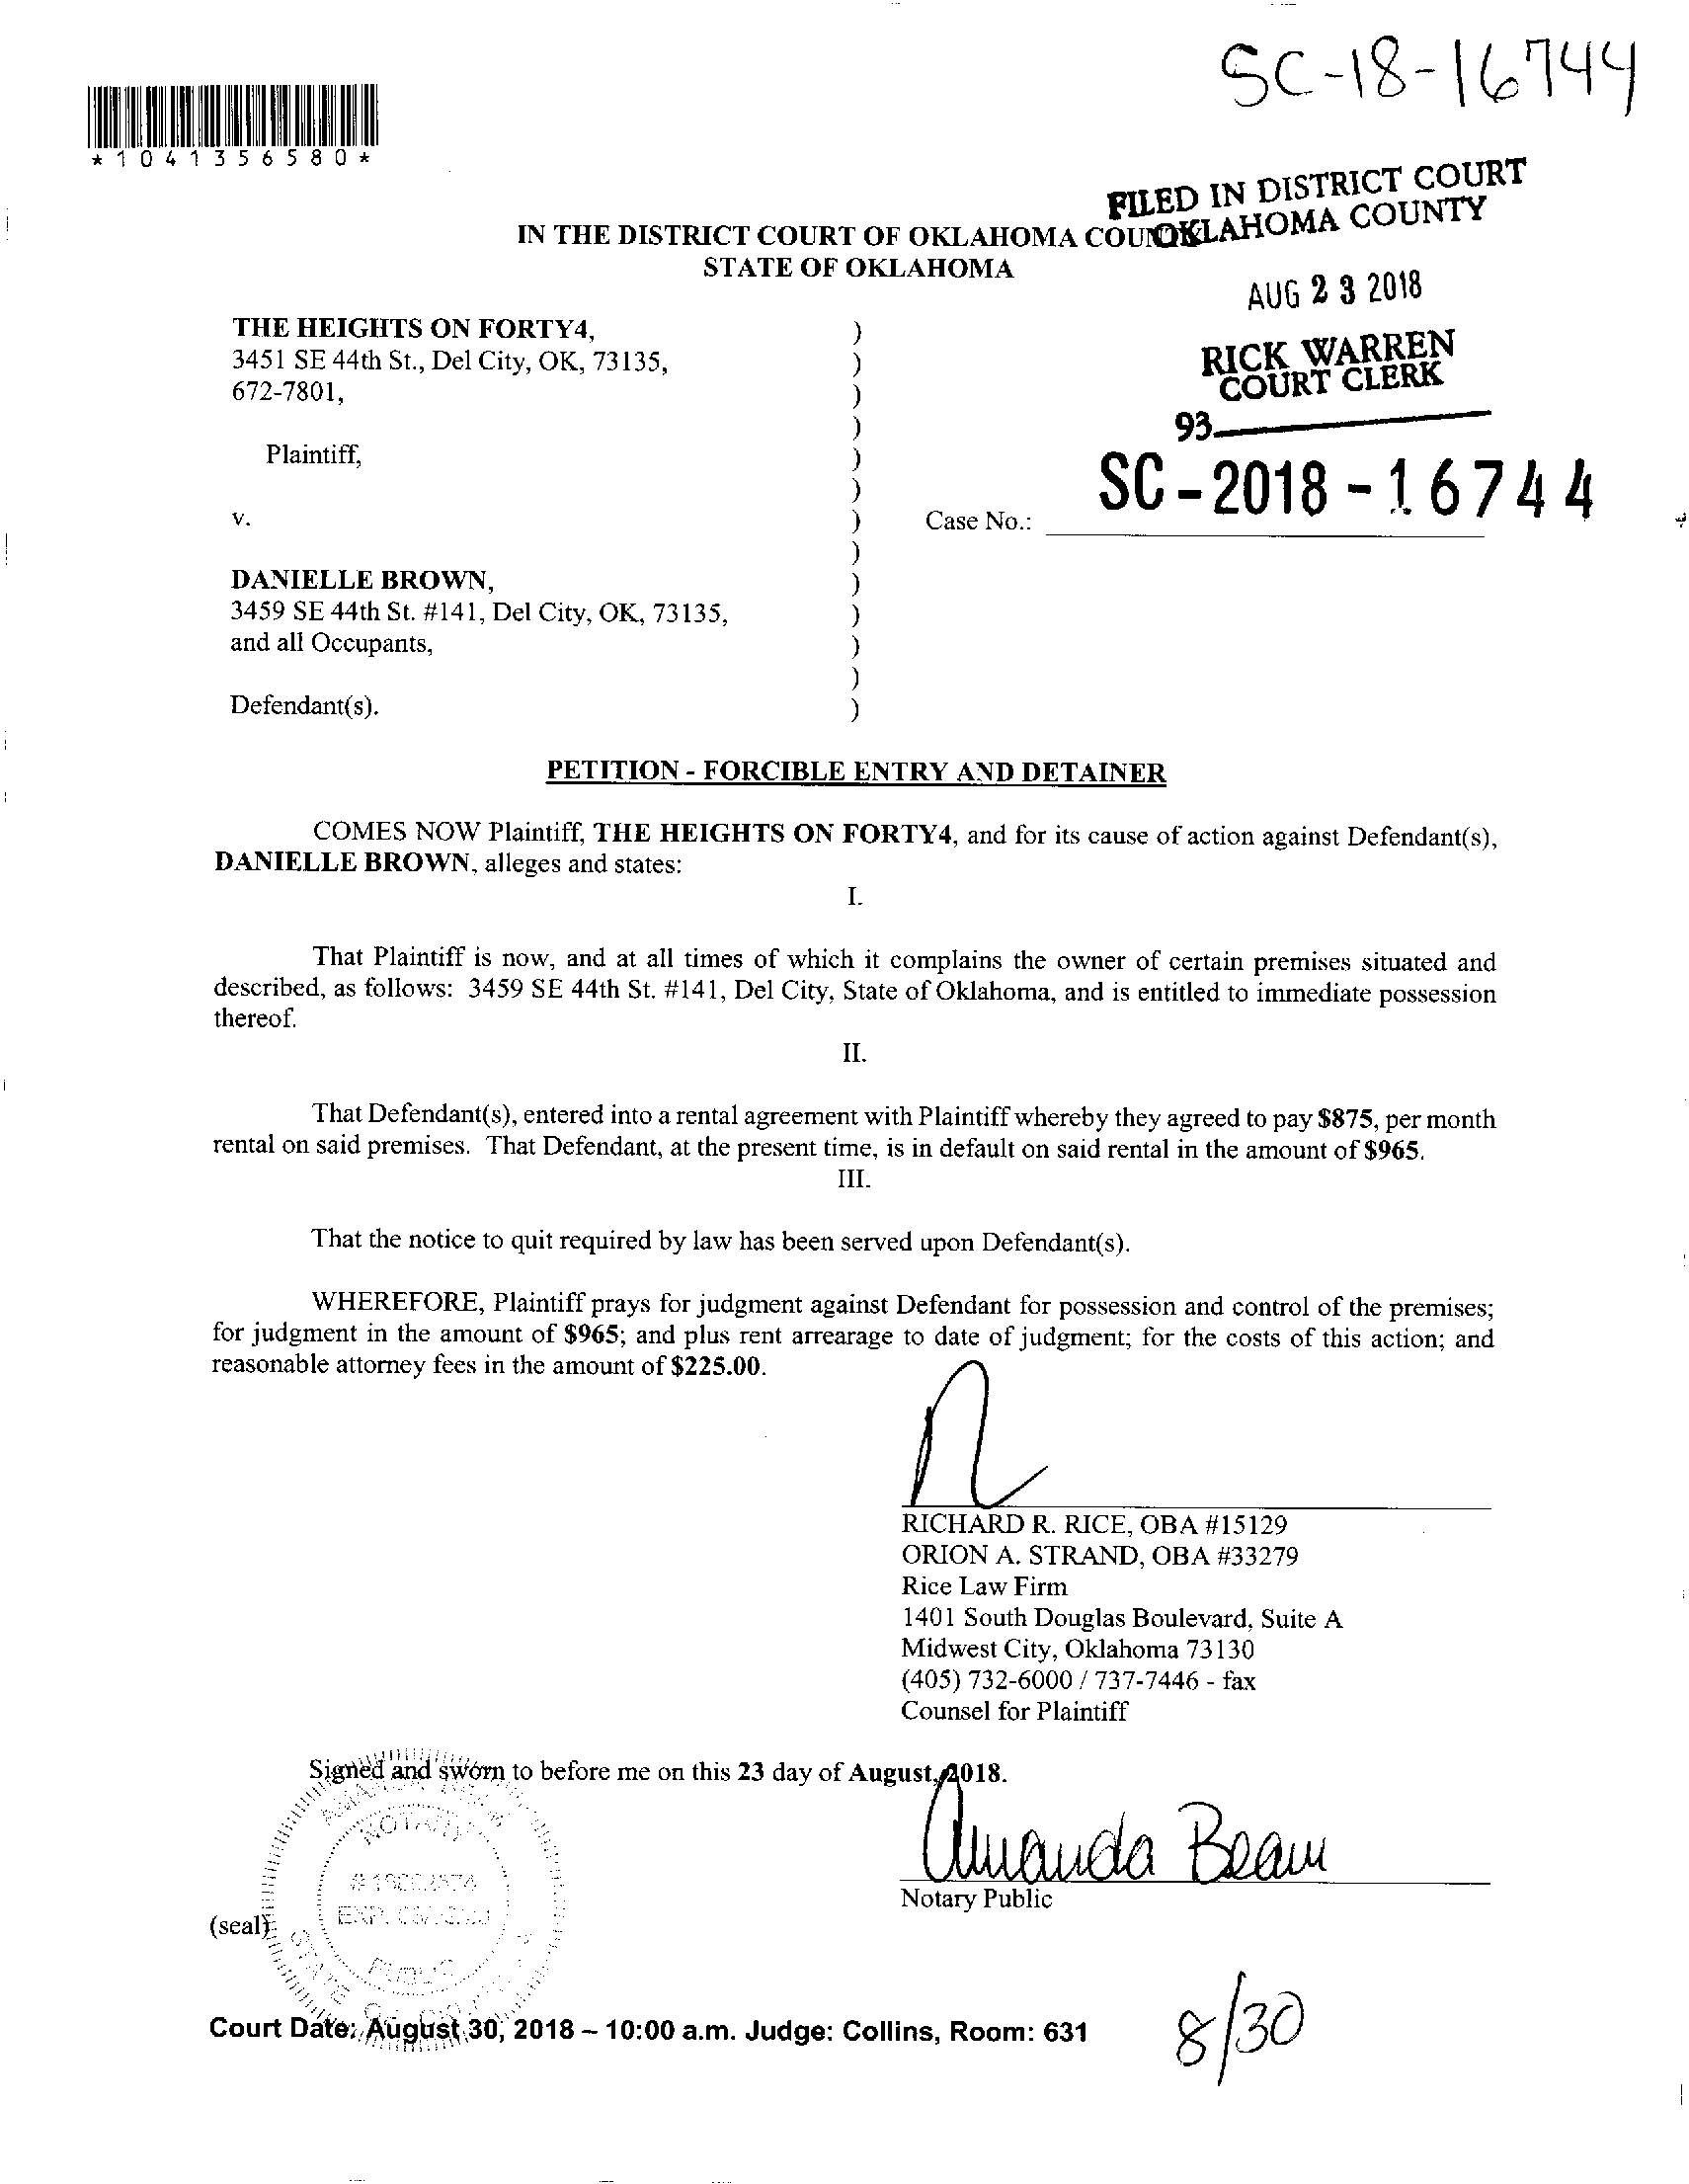 SC-18-16744
*1041356580*
FILED IN DISTRICT COURT
OKLAHOMA COUNTY
IN THE DISTRICT COURT OF OKLAHOMA
STATE OF OKLAHOMA
AUG 23 2018
RICK WARREN
COURT CLERK
93
THE HEIGHTS ON FORTY4,
3451 SE 44th St., Del City, OK, 73135,
672-7801,
Plaintiff,
v.
Case No.: SC-2018-16744
DANIELLE BROWN,
3459 SE 44th St. #141, Del City, OK, 73135,
and all Occupants,
Defendant(s).
)
)
)
)
)
)
)
)
)
)
)
)
)
PETITION - FORCIBLE ENTRY AND DETAINER
COMES NOW Plaintiff, THE HEIGHTS ON FORTY4, and for its cause of action against Defendant(s),
DANIELLE BROWN, alleges and states:
I.
That Plaintiff is now, and at all times of which it complains the owner of certain premises situated and
described, as follows: 3459 SE 44th St. #141, Del City, State of Oklahoma, and is entitled to immediate possession
thereof.
II.
That Defendant(s), entered into a rental agreement with Plaintiff whereby they agreed to pay $875, per month
rental on said premises. That Defendant, at the present time, is in default on said rental in the amount of $965.
III.
That the notice to quit required by law has been served upon Defendant(s).
WHEREFORE, Plaintiff prays for judgment against Defendant for possession and control of the premises;
for judgment in the amount of $965; and plus rent arrearage to date of judgment; for the costs of this action; and
reasonable attorney fees in the amount of $225.00.
RICHARD R. RICE, OBA #15129
ORION A. STRAND, OBA #33279
Rice Law Firm
1401 South Douglas Boulevard, Suite A
Midwest City, Oklahoma 73130
(405) 732-6000 / 737-7446 - fax
Counsel for Plaintiff
Signed and sworn to before me on this 23 day of August, 2018.
Amanda Beam
Notary Public
NOTARY
EXP.
PUBLIC
STATE
(seal)
Court Date: August 30, 2018 – 10:00 a.m. Judge: Collins, Room: 631
8/30